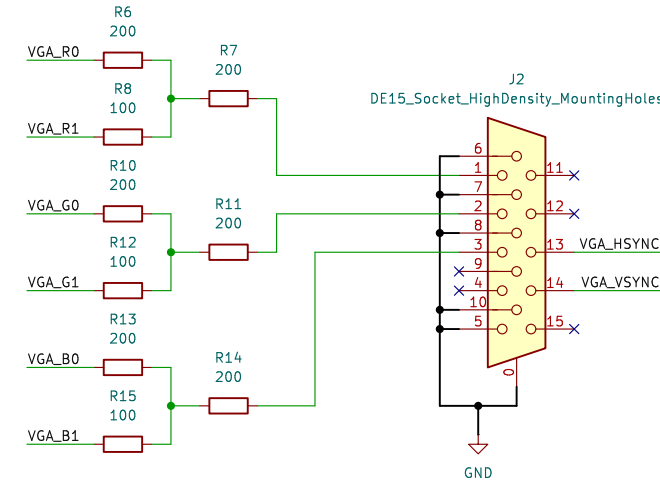 R6
200
VGA_R0
R7
200
R8
100
VGA_R1
R10
200
VGA_G0
R11
200
R12
100
VGA_G1
R13
200
VGA_B0
R14
200
R15
100
VGA_B1
J2
DE15_Socket_HighDensity_MountingHoles
6
1
11
7
2
12
8
3
13
VGA_HSYNC
9
4
14
VGA_VSYNC
10
5
15
0
GND